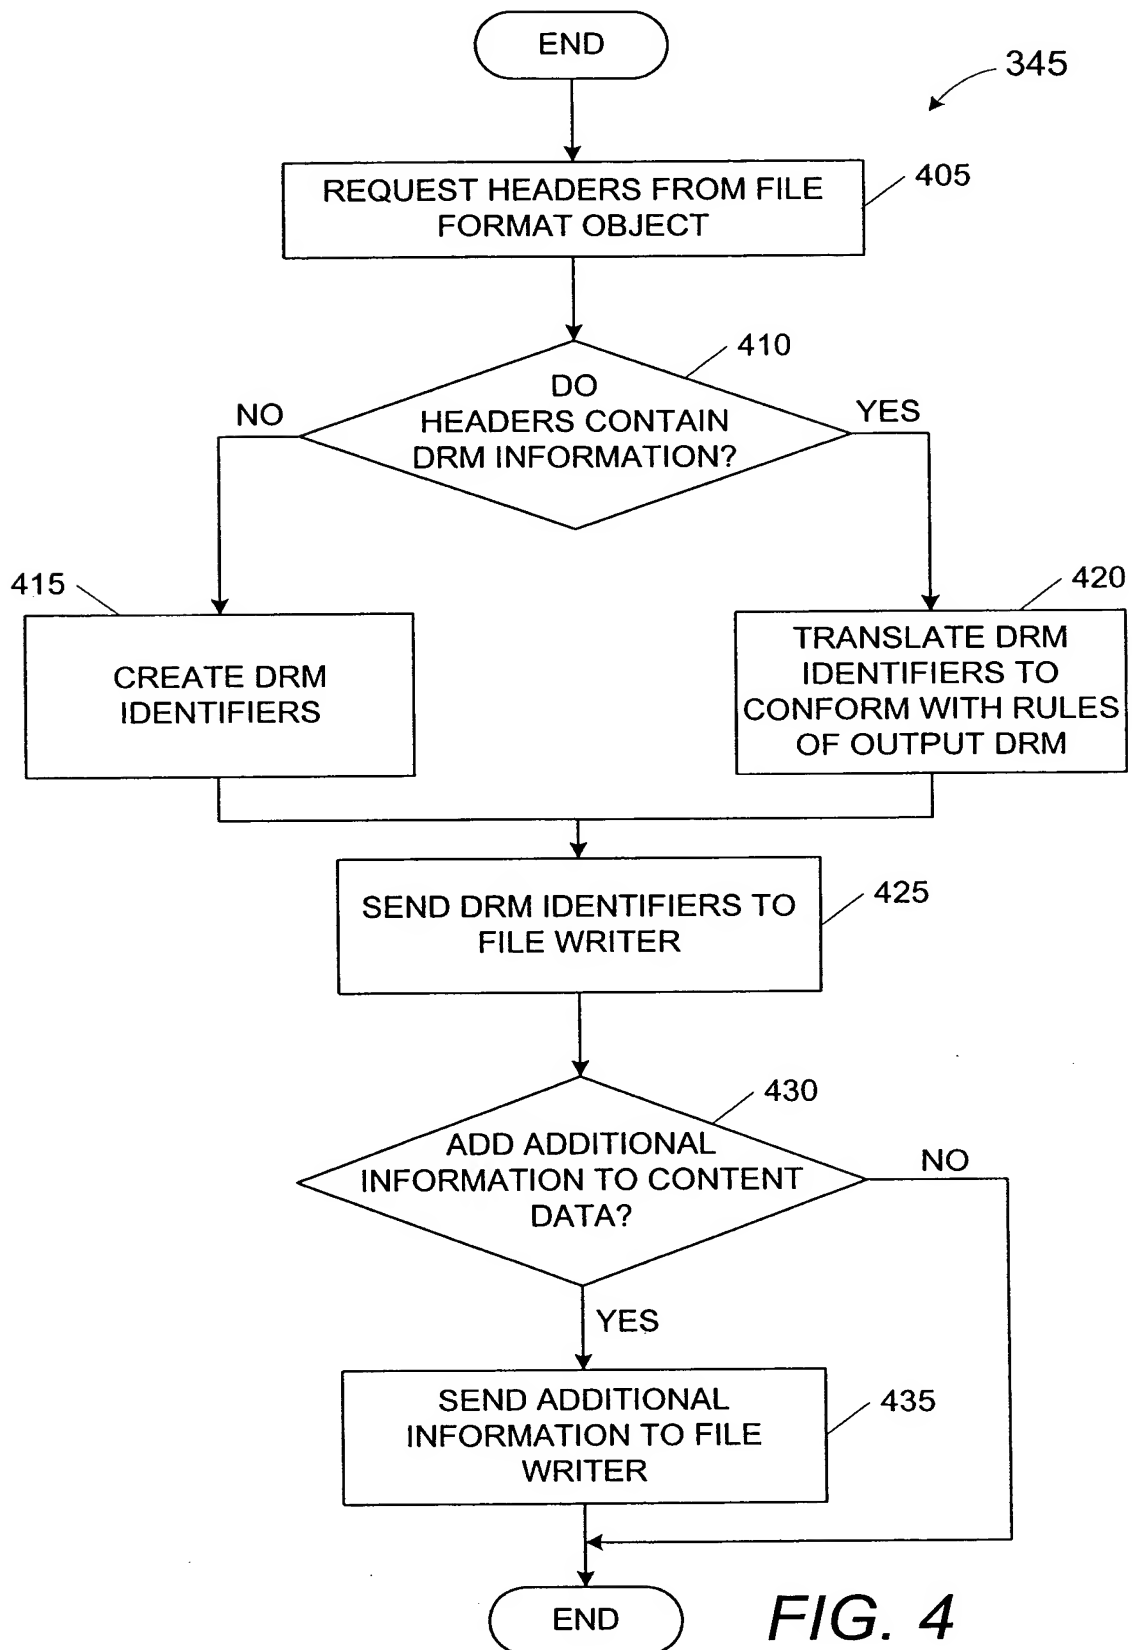 END
345
REQUEST HEADERS FROM FILE
FORMAT OBJECT
405
410
DO
HEADERS CONTAIN
DRM INFORMATION?
NO
YES
415
420
CREATE DRM
IDENTIFIERS
TRANSLATE DRM
IDENTIFIERS TO
CONFORM WITH RULES
OF OUTPUT DRM
SEND DRM IDENTIFIERS TO
FILE WRITER
425
430
ADD ADDITIONAL
INFORMATION TO CONTENT
DATA?
NO
YES
SEND ADDITIONAL
INFORMATION TO FILE
WRITER
435
END
FIG. 4